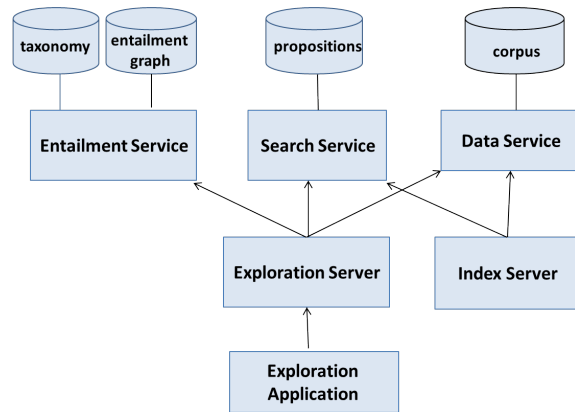 taxonomy
entailment
graph
propositions
corpus
Entailment Service
Search Service
Data Service
Exploration Server
Index Server
Exploration
Application